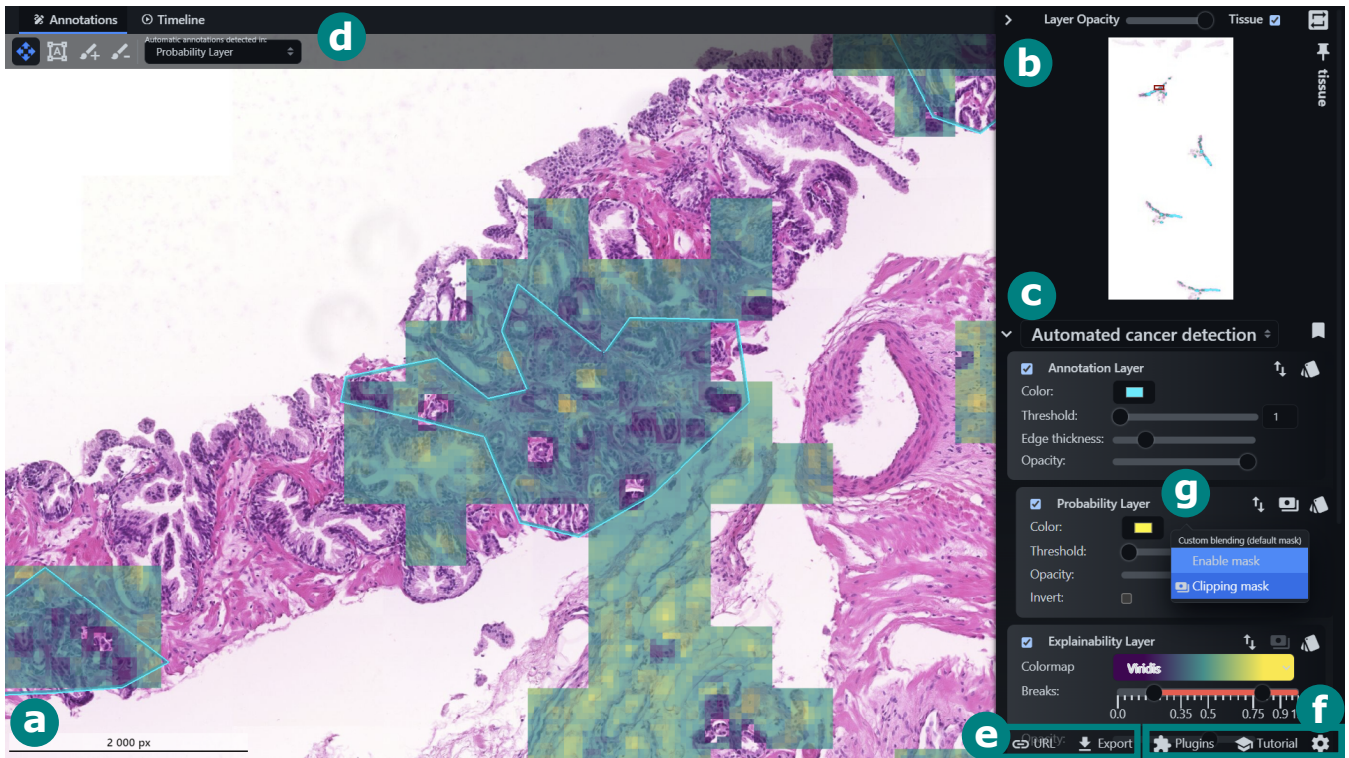 Annotations
Timeline
d
Automatic annotations detected in:
A
Probability Layer
Layer Opacity
Tissue
b
tissue
c
Automated cancer detection
Annotation Layer
Color:
Threshold:
1
Edge thickness:
Opacity:
g
Probability Layer
Color:
Custom blending (default mask)
Threshold:
Enable mask
Opacity:
Clipping mask
Invert:
Explainability Layer
Colormap
Viridis
Breaks:
0.0 0.35 0.5 0.75 0.9 1
f
a
2 000 px
e
URL
Opacity:
Export
Plugins
Tutorial